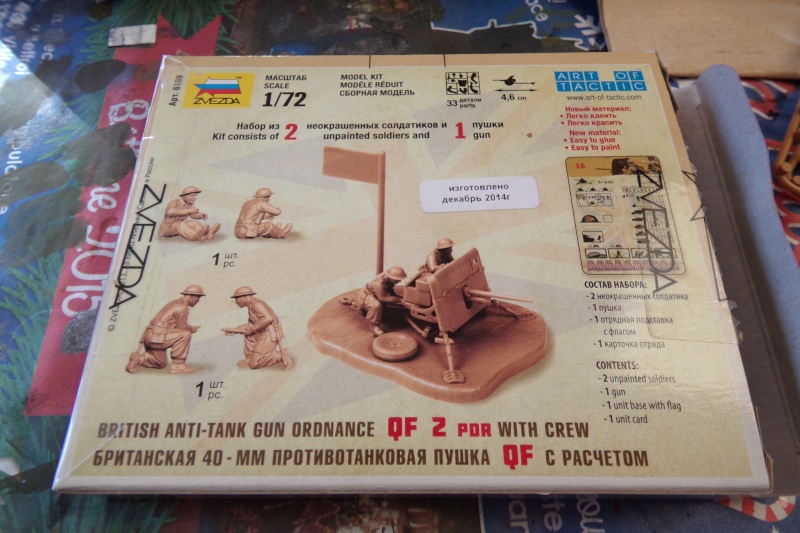 Арт. 6169
ZVEZDA
МАСШТАБ
SCALE
1/72
MODEL KIT
MODÈLE RÉDUIT
СБОРНАЯ МОДЕЛЬ
33 детали
parts
4,6 cm
ART OF
TACTIC
www.art-of-tactic.com
Новый материал:
• Легко клеить
• Легко красить
New material:
• Easy to glue
• Easy to paint
Набор из 2 неокрашенных солдатиков и 1 пушки
Kit consists of unpainted soldiers and gun
изготовлено
декабрь 2014г
ZVEZDA
© ZVEZDA
в России
1 шт.
pc.
1 шт.
pc.
ZVEZDA
СОСТАВ НАБОРА:
- 2 неокрашенных солдатика
- 1 пушка
- 1 отрядная подставка
с флагом
- 1 карточка отряда
CONTENTS:
- 2 unpainted soldiers
- 1 gun
- 1 unit base with flag
- 1 unit card
BRITISH ANTI-TANK GUN ORDNANCE QF 2 PDR WITH CREW
БРИТАНСКАЯ 40-ММ ПРОТИВОТАНКОВАЯ ПУШКА QF С РАСЧЕТОМ